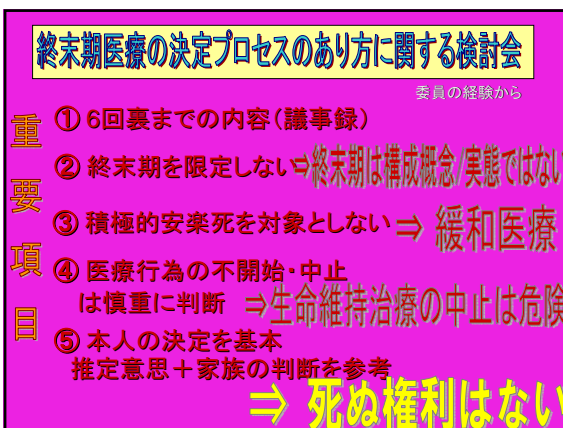 終末期医療の決定プロセスのあり方に関する検討会
委員の経験から
重要項目
① 6回裏までの内容（議事録）
② 終末期を限定しない⇒終末期は構成概念/実態ではない
③ 積極的安楽死を対象としない ⇒ 緩和医療
④ 医療行為の不開始・中止
は慎重に判断 ⇒生命維持治療の中止は危険
⑤ 本人の決定を基本
推定意思＋家族の判断を参考
⇒ 死ぬ権利はない